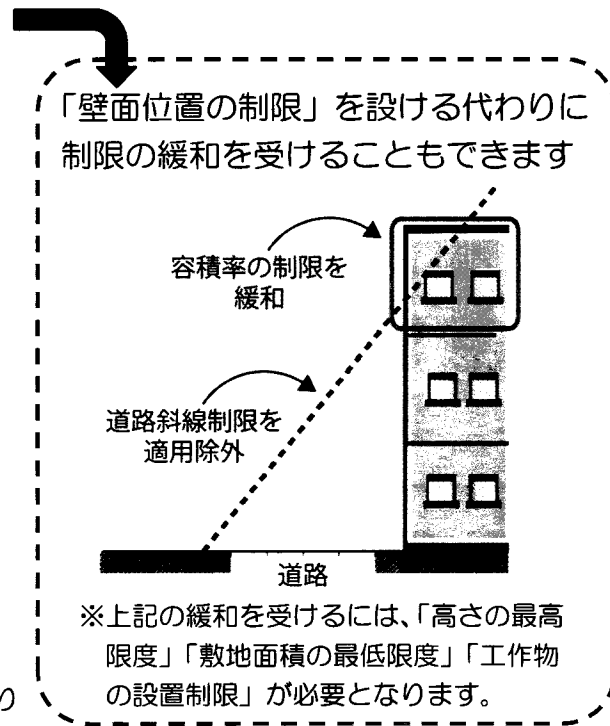 「壁面位置の制限」を設ける代わりに
制限の緩和を受けることもできます
容積率の制限を
緩和
道路斜線制限を
適用除外
道路
※上記の緩和を受けるには、「高さの最高
限度」「敷地面積の最低限度」「工作物
の設置制限」が必要となります。
り